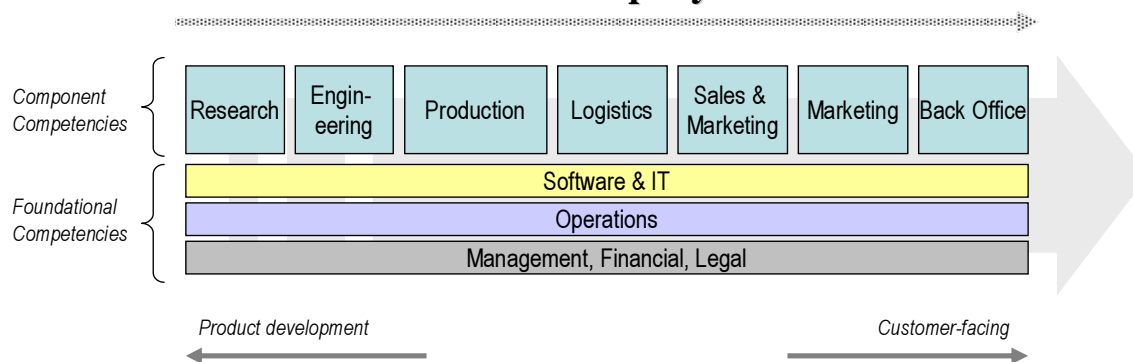 Component
Competencies
Research
Engin-
eering
Production
Logistics
Sales &
Marketing
Marketing
Back Office
Software & IT
Foundational
Competencies
Operations
Management, Financial, Legal
Product development
Customer-facing